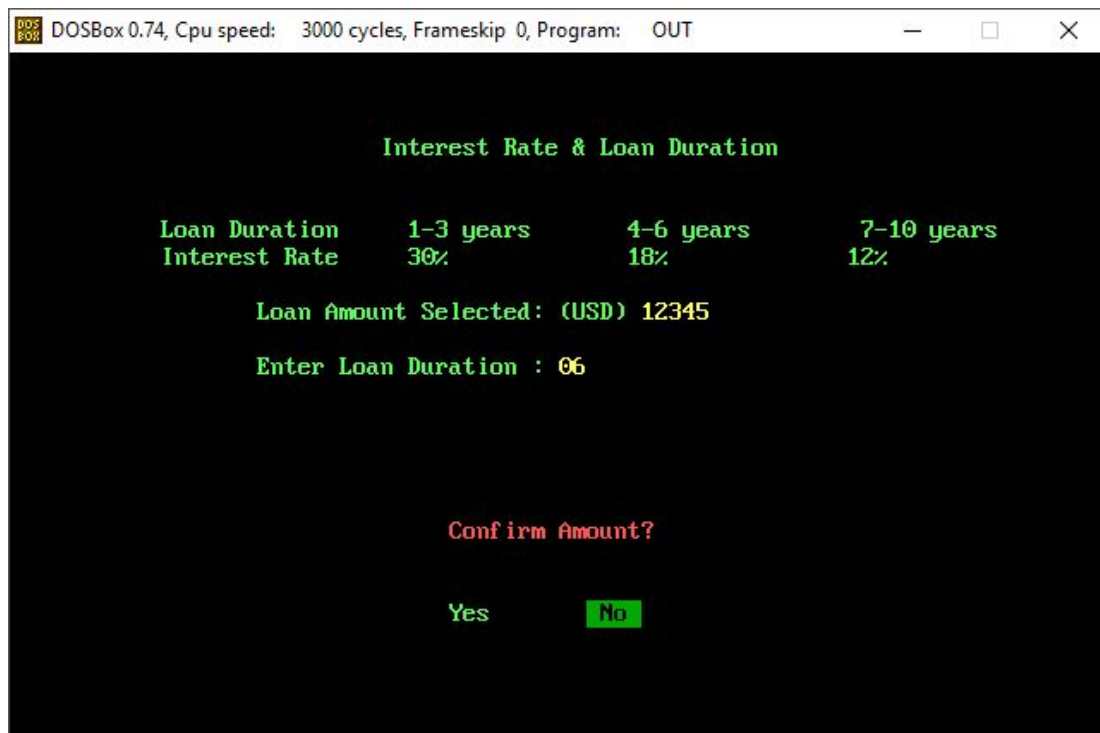 DOS BOX DOSBox 0.74, Cpu speed: 3000 cycles, Frameskip 0, Program: OUT
Interest Rate & Loan Duration
Loan Duration 1-3 years 4-6 years 7-10 years
Interest Rate 30% 18% 12%
Loan Amount Selected: (USD) 12345
Enter Loan Duration : 06
Confirm Amount?
Yes No